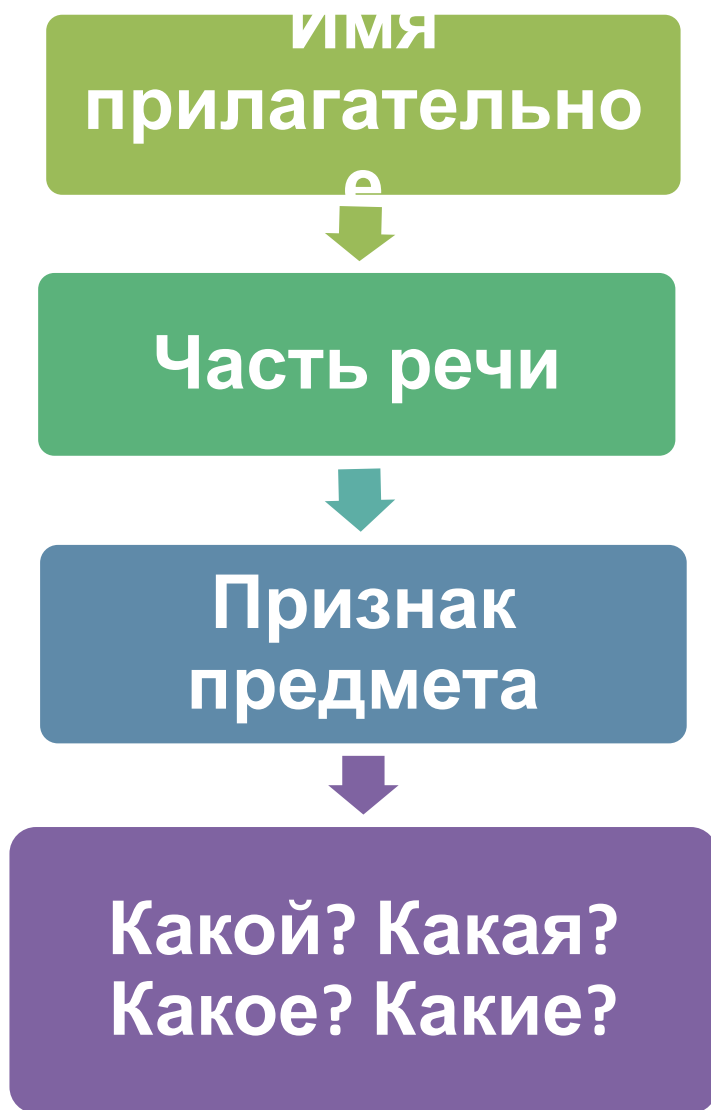 Имя
прилагательно
е
Часть речи
Признак
предмета
Какой? Какая?
Какое? Какие?